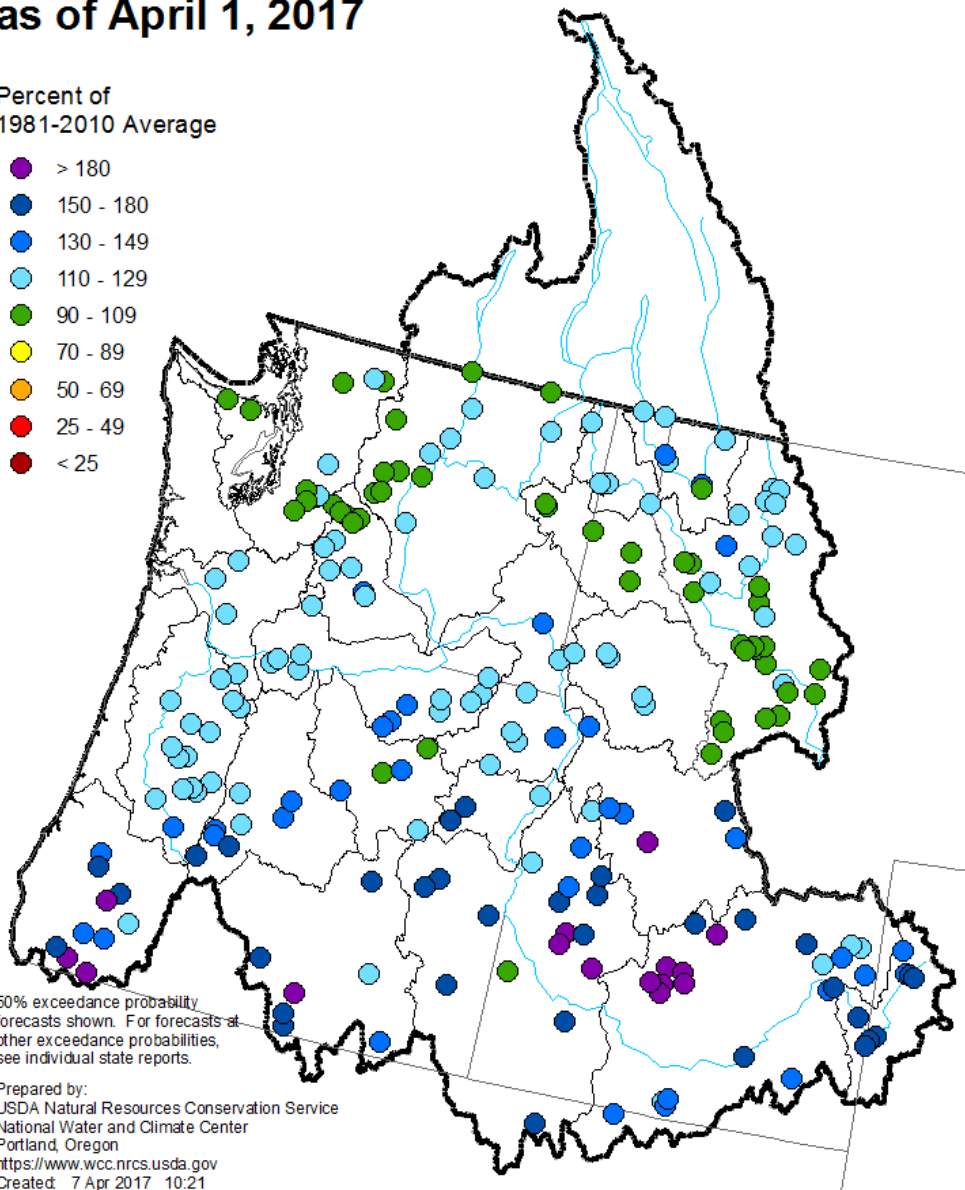 as of April 1, 2017
Percent of
1981-2010 Average
> 180
150 - 180
130 - 149
110 - 129
90 - 109
70 - 89
50 - 69
25 - 49
< 25
50% exceedance probability
forecasts shown. For forecasts at
other exceedance probabilities,
see individual state reports.
Prepared by:
USDA Natural Resources Conservation Service
National Water and Climate Center
Portland, Oregon
https://www.wcc.nrcs.usda.gov
Created: 7 Apr 2017 10:21